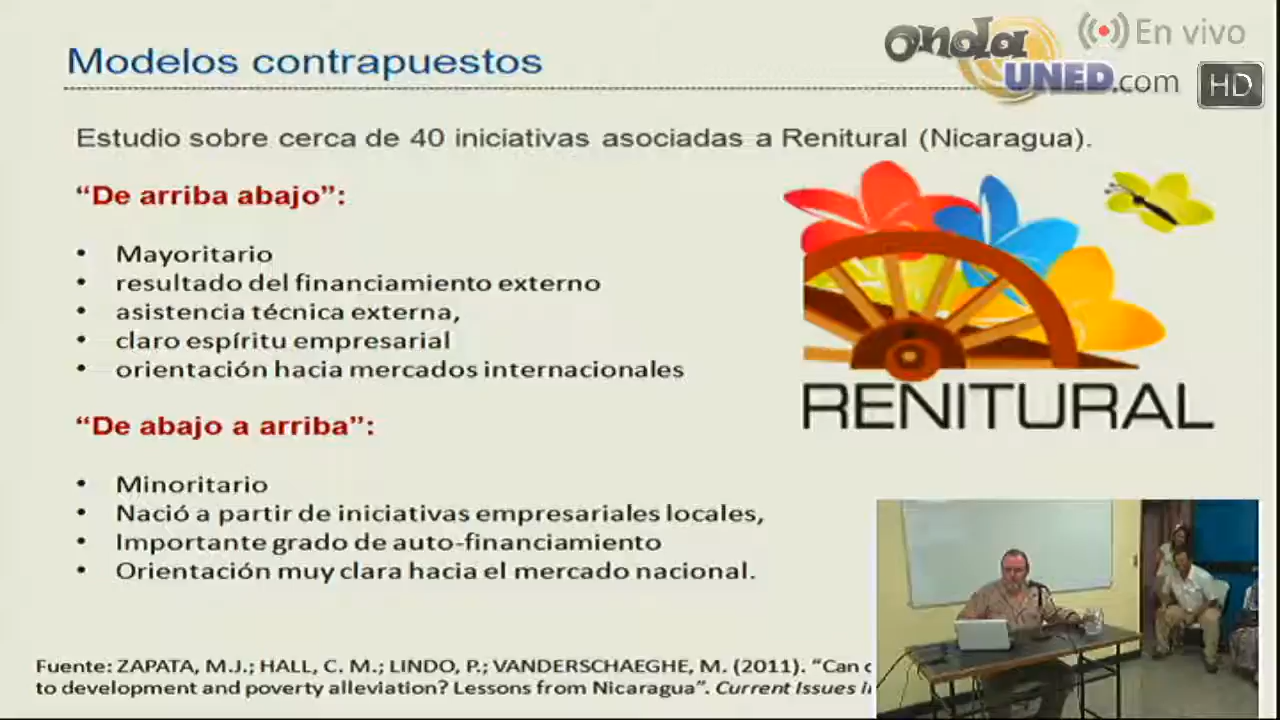 Modelos contrapuestos
onda
UNED.com
En vivo
HD
Estudio sobre cerca de 40 iniciativas asociadas a Renitural (Nicaragua).
“De arriba abajo”:
• Mayoritario
• resultado del financiamiento externo
• asistencia técnica externa,
• claro espíritu empresarial
• orientación hacia mercados internacionales
RENITURAL
“De abajo a arriba”:
• Minoritario
• Nació a partir de iniciativas empresariales locales,
• Importante grado de auto-financiamiento
• Orientación muy clara hacia el mercado nacional.
Fuente: ZAPATA, M.J.; HALL, C. M.; LINDO, P.; VANDERSCHAEGHE, M. (2011). “Can
to development and poverty alleviation? Lessons from Nicaragua”. Current Issues